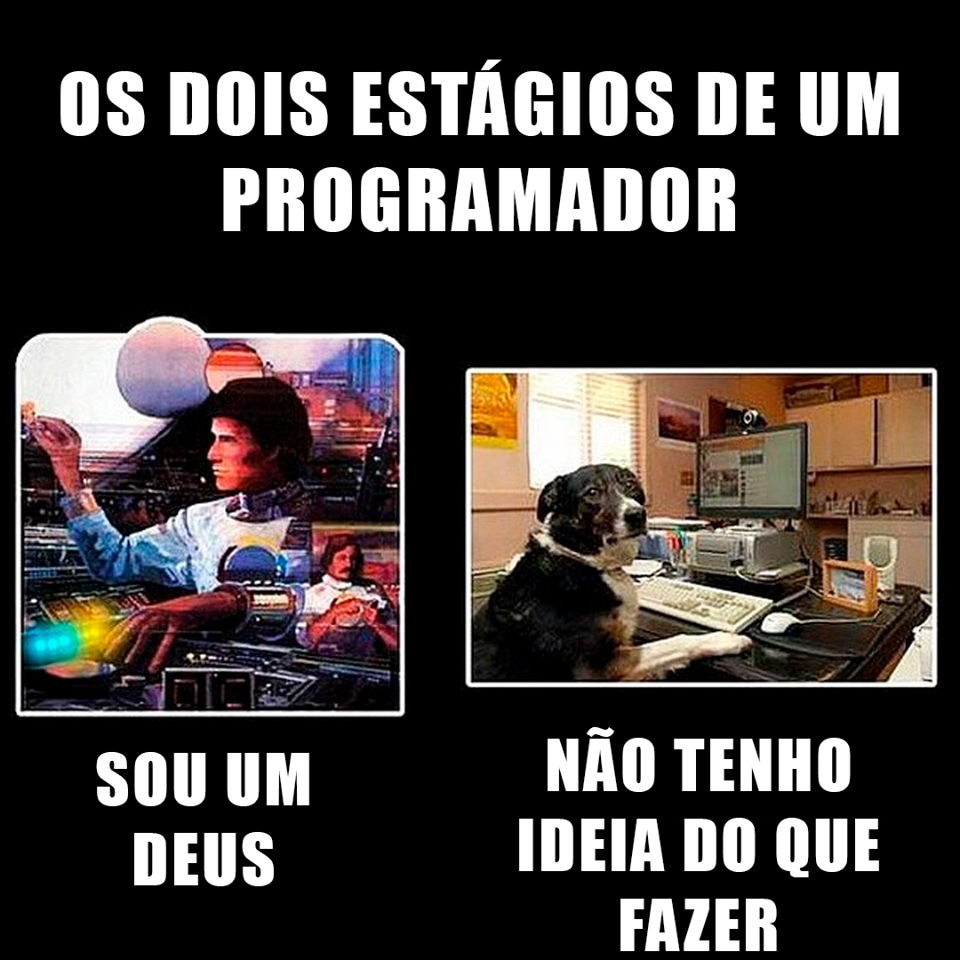 OS DOIS ESTÁGIOS DE UM
PROGRAMADOR
SOU UM
DEUS
NÃO TENHO
IDEIA DO QUE
FAZER